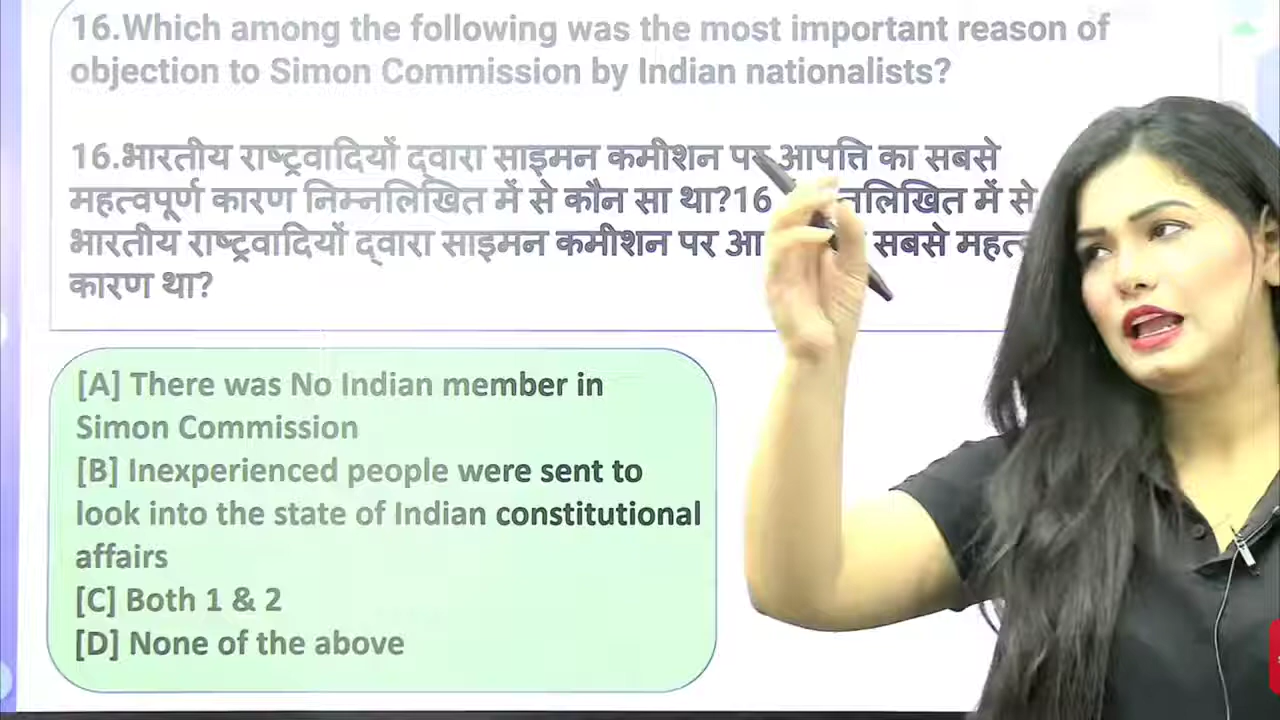 16.Which among the following was the most important reason of
objection to Simon Commission by Indian nationalists?
16.भारतीय राष्ट्रवादियों द्वारा साइमन कमीशन पर आपत्ति का सबसे
महत्वपूर्ण कारण निम्नलिखित में से कौन सा था?16 में से
भारतीय राष्ट्रवादियों द्वारा साइमन कमीशन पर सबसे
कारण था?
[A] There was No Indian member in
Simon Commission
[B] Inexperienced people were sent to
look into the state of Indian constitutional
affairs
[C] Both 1 & 2
[D] None of the above